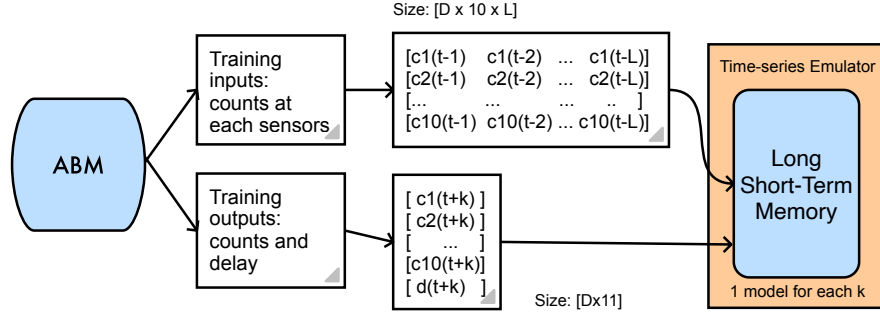 Size: [D x 10 x L]
ABM
Training
inputs:
counts at
each sensors
[c1(t-1) c1(t-2) ... c1(t-L)]
[c2(t-1) c2(t-2) ... c2(t-L)]
[... ... ... .. ]
[c10(t-1) c10(t-2) ... c10(t-L)]
Training
outputs:
counts and
delay
[ c1(t+k) ]
[ c2(t+k) ]
[ ... ]
[c10(t+k)]
[ d(t+k) ]
Size: [Dx11]
Time-series Emulator
Long
Short-Term
Memory
1 model for each k